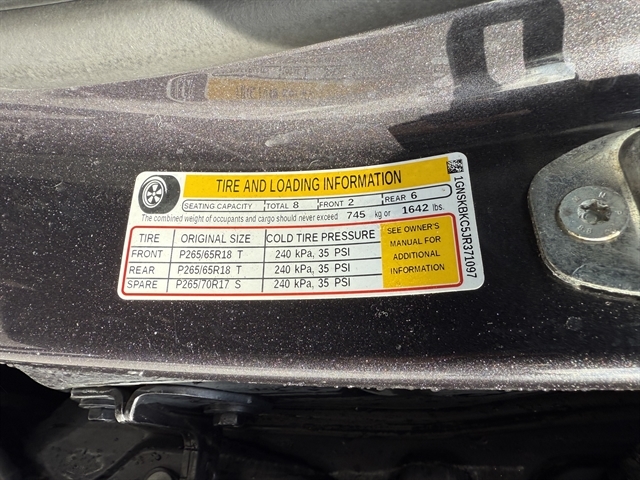 TIRE AND LOADING INFORMATION
SEATING CAPACITY TOTAL 8 FRONT 2 REAR 6
The combined weight of occupants and cargo should never exceed 745 kg or 1642 lbs.
TIRE ORIGINAL SIZE COLD TIRE PRESSURE
FRONT P265/65R18 T 240 kPa, 35 PSI
REAR P265/65R18 T 240 kPa, 35 PSI
SPARE P265/70R17 S 240 kPa, 35 PSI
SEE OWNER'S
MANUAL FOR
ADDITIONAL
INFORMATION
1GNSKBKC5JR371097